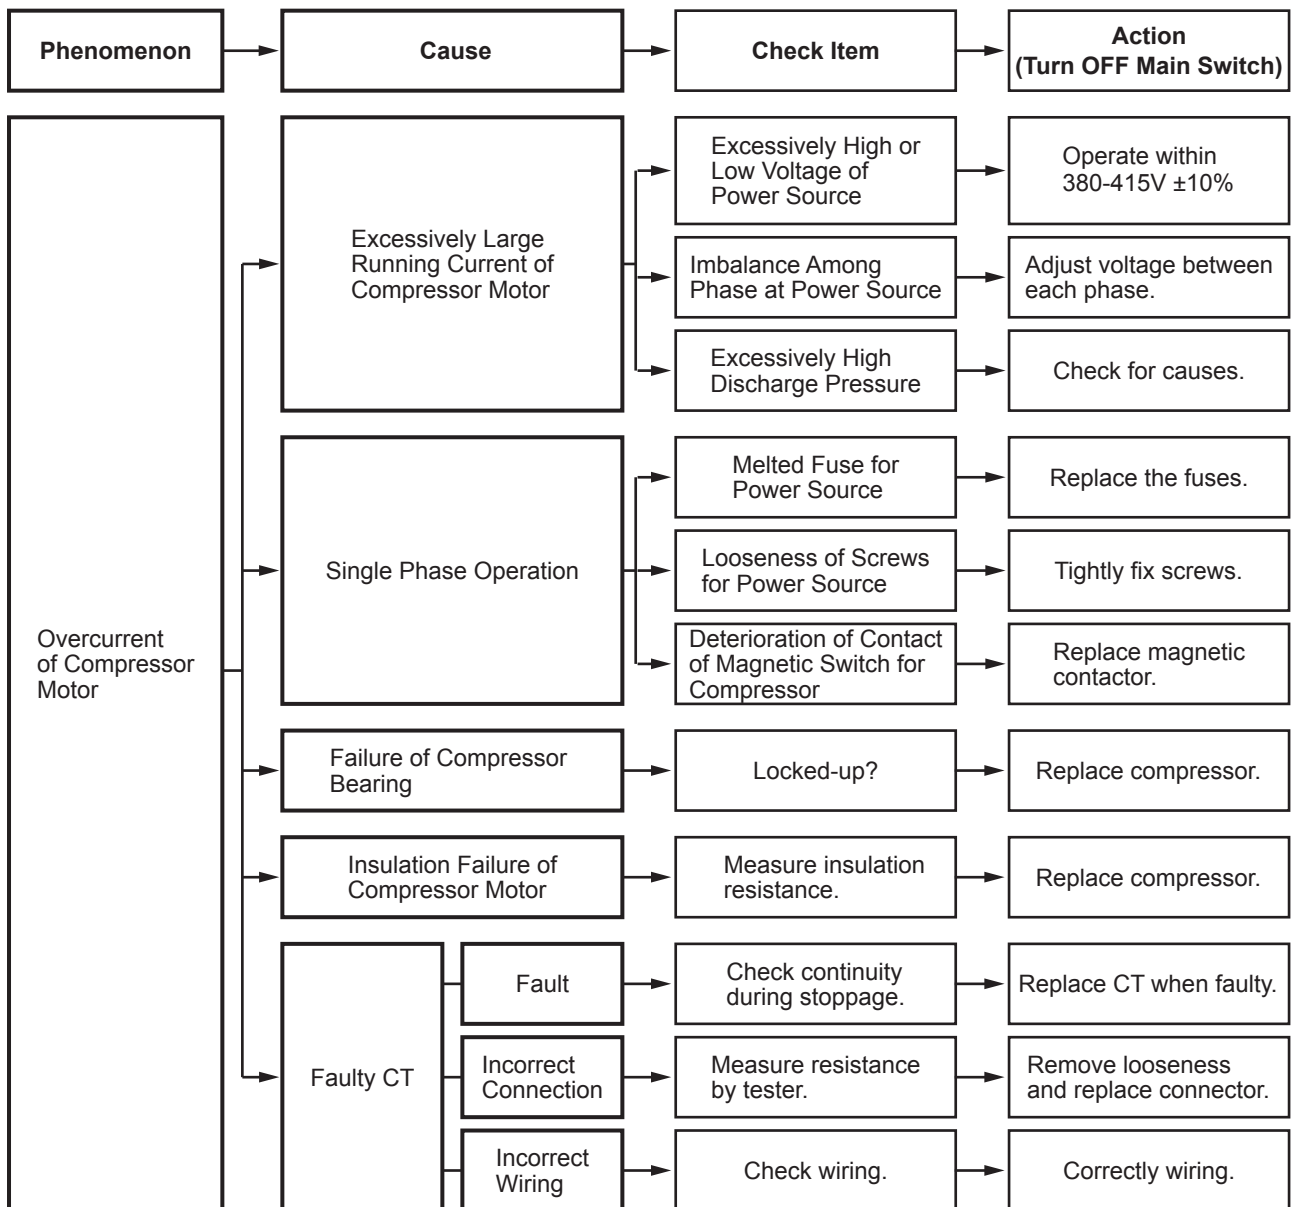 Phenomenon
Cause
Check Item
Action
(Turn OFF Main Switch)
Overcurrent
of Compressor
Motor
Excessively Large
Running Current of
Compressor Motor
Excessively High or
Low Voltage of
Power Source
Operate within
380-415V ±10%
Imbalance Among
Phase at Power Source
Adjust voltage between
each phase.
Excessively High
Discharge Pressure
Check for causes.
Single Phase Operation
Melted Fuse for
Power Source
Replace the fuses.
Looseness of Screws
for Power Source
Tightly fix screws.
Deterioration of Contact
of Magnetic Switch for
Compressor
Replace magnetic
contactor.
Failure of Compressor
Bearing
Locked-up?
Replace compressor.
Insulation Failure of
Compressor Motor
Measure insulation
resistance.
Replace compressor.
Faulty CT
Fault
Check continuity
during stoppage.
Replace CT when faulty.
Incorrect
Connection
Measure resistance
by tester.
Remove looseness
and replace connector.
Incorrect
Wiring
Check wiring.
Correctly wiring.